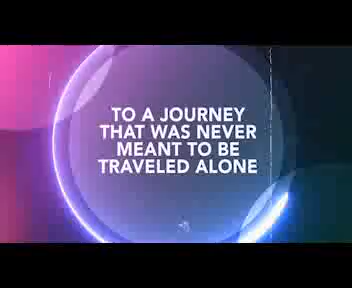 TO A JOURNEY
THAT WAS NEVER
MEANT TO BE
TRAVELED ALONE